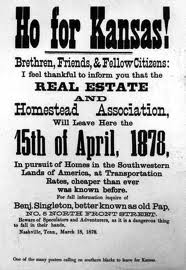 Ho for Kansas!
Brethren, Friends, & Fellow Citizens:
I feel thankful to inform you that the
REAL ESTATE
AND
Homestead Association,
Will Leave Here the
15th of April, 1878,
In pursuit of Homes in the Southwestern
Lands of America, at Transportation
Rates, cheaper than ever
was known before.
For full information inquire of
Benj. Singleton, better known as old Pap,
NO. 5 NORTH FRONT STREET.
Beware of Speculators and Adventurers, as it is a dangerous thing
to fall in their hands.
Nashville, Tenn., March 18, 1878.
One of the many posters calling on southern blacks to leave for Kansas.